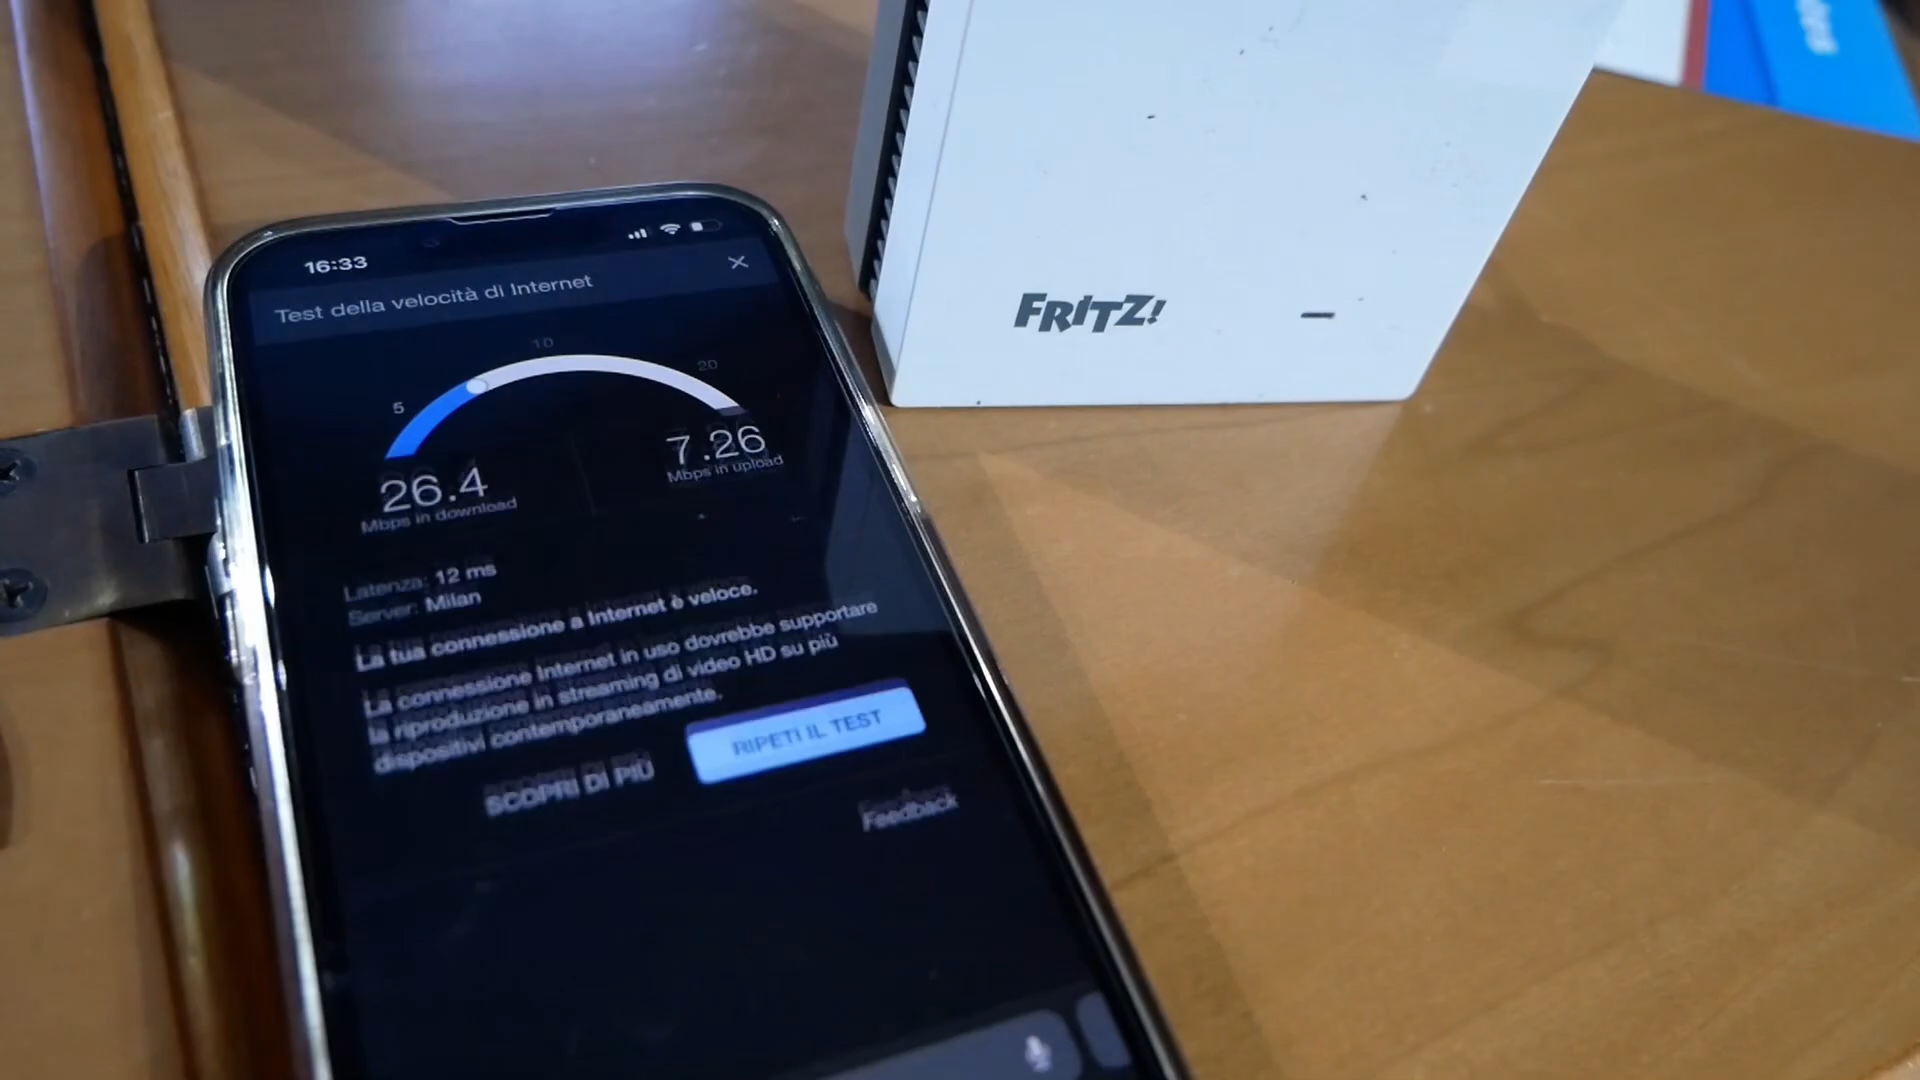 16:33
Test della velocità di Internet
5
10
20
26.4
Mbps in download
7.26
Mbps in upload
Latenza: 12 ms
Server: Milan
La tua connessione a Internet è veloce.
La connessione Internet in uso dovrebbe supportare
la riproduzione in streaming di video HD su più
dispositivi contemporaneamente.
SCOPRI DI PIÙ
RIPETI IL TEST
Feedback
FRITZ!